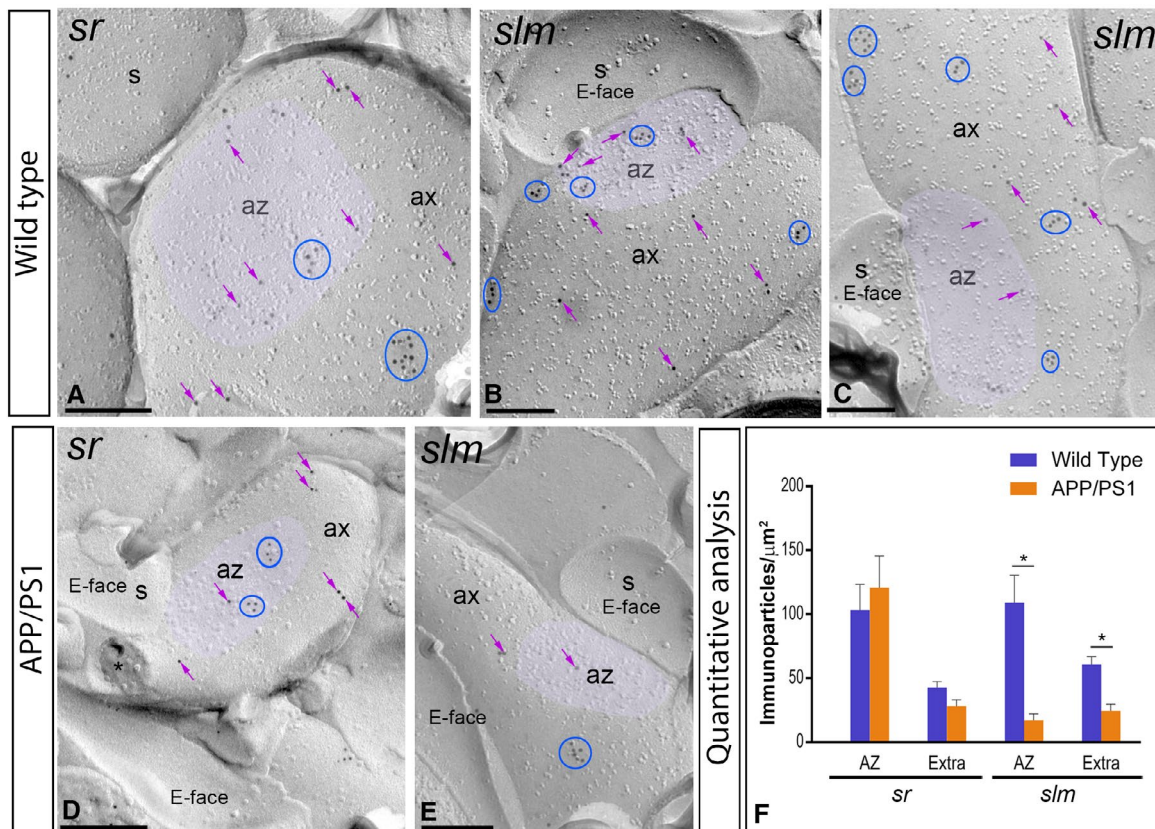 Wild type
sr
s
az
ax
A
slm
s
E-face
az
ax
B
slm
ax
s
E-face
az
C
APP/PS1
sr
ax
az
E-face
s
*
E-face
D
slm
ax
s
E-face
az
E-face
E
Quantitative analysis
Wild Type
APP/PS1
Immunoparticles/µm²
200
150
100
50
0
*
*
AZ
Extra
AZ
Extra
sr
slm
F